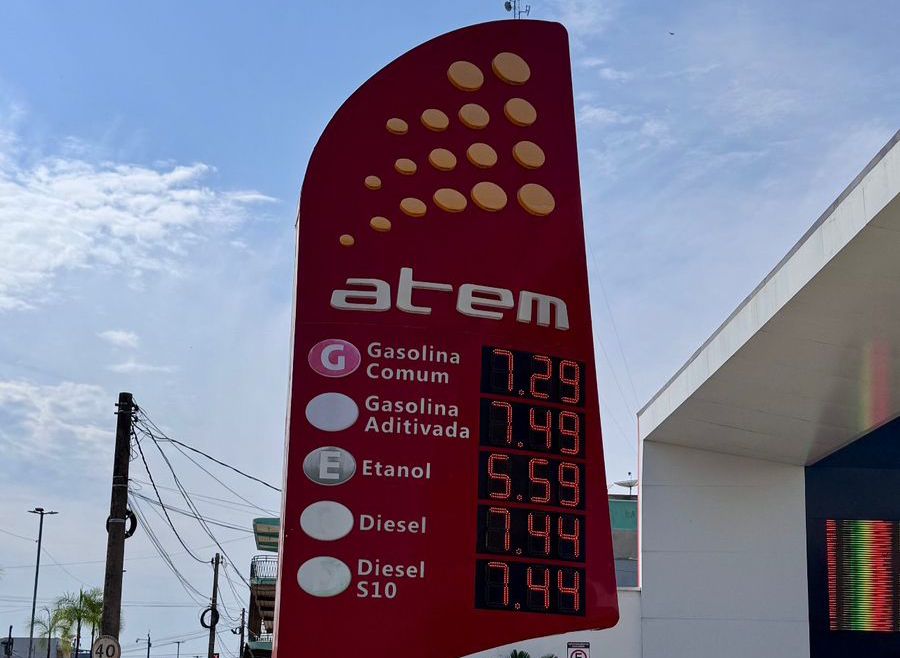 atem
G Gasolina Comum 7.29
Gasolina Aditivada 7.49
E Etanol 5.59
Diesel 7.44
Diesel S10 7.44
40
E